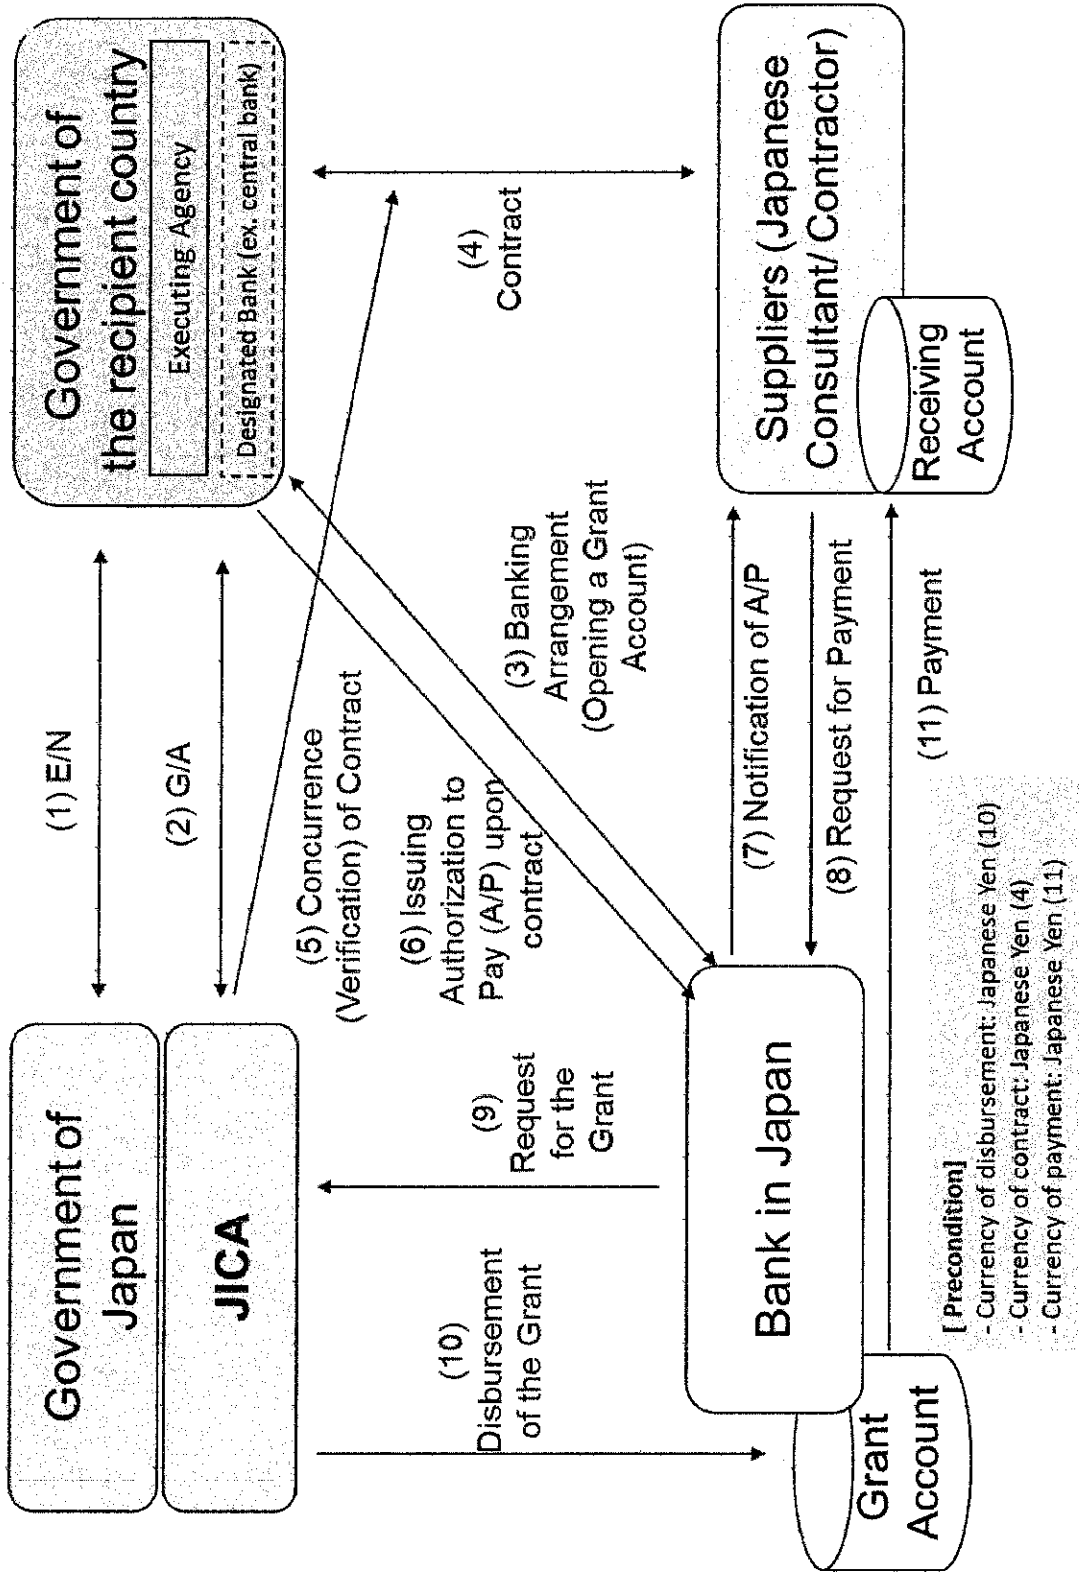 Government of
Japan
JICA
(1) E/N
(2) G/A
Government of
the recipient country
Executing Agency
Designated Bank (ex. central bank)
(5) Concurrence
(Verification) of Contract
(6) Issuing
Authorization to
Pay (A/P) upon
contract
(3) Banking
Arrangement
(Opening a Grant
Account)
(4)
Contract
(9)
Request
for the
Grant
(10)
Disbursement
of the Grant
Bank in Japan
Grant
Account
(7) Notification of A/P
(8) Request for Payment
(11) Payment
Suppliers (Japanese
Consultant/ Contractor)
Receiving
Account
[ Precondition]
- Currency of disbursement: Japanese Yen (10)
- Currency of contract: Japanese Yen (4)
- Currency of payment: Japanese Yen (11)